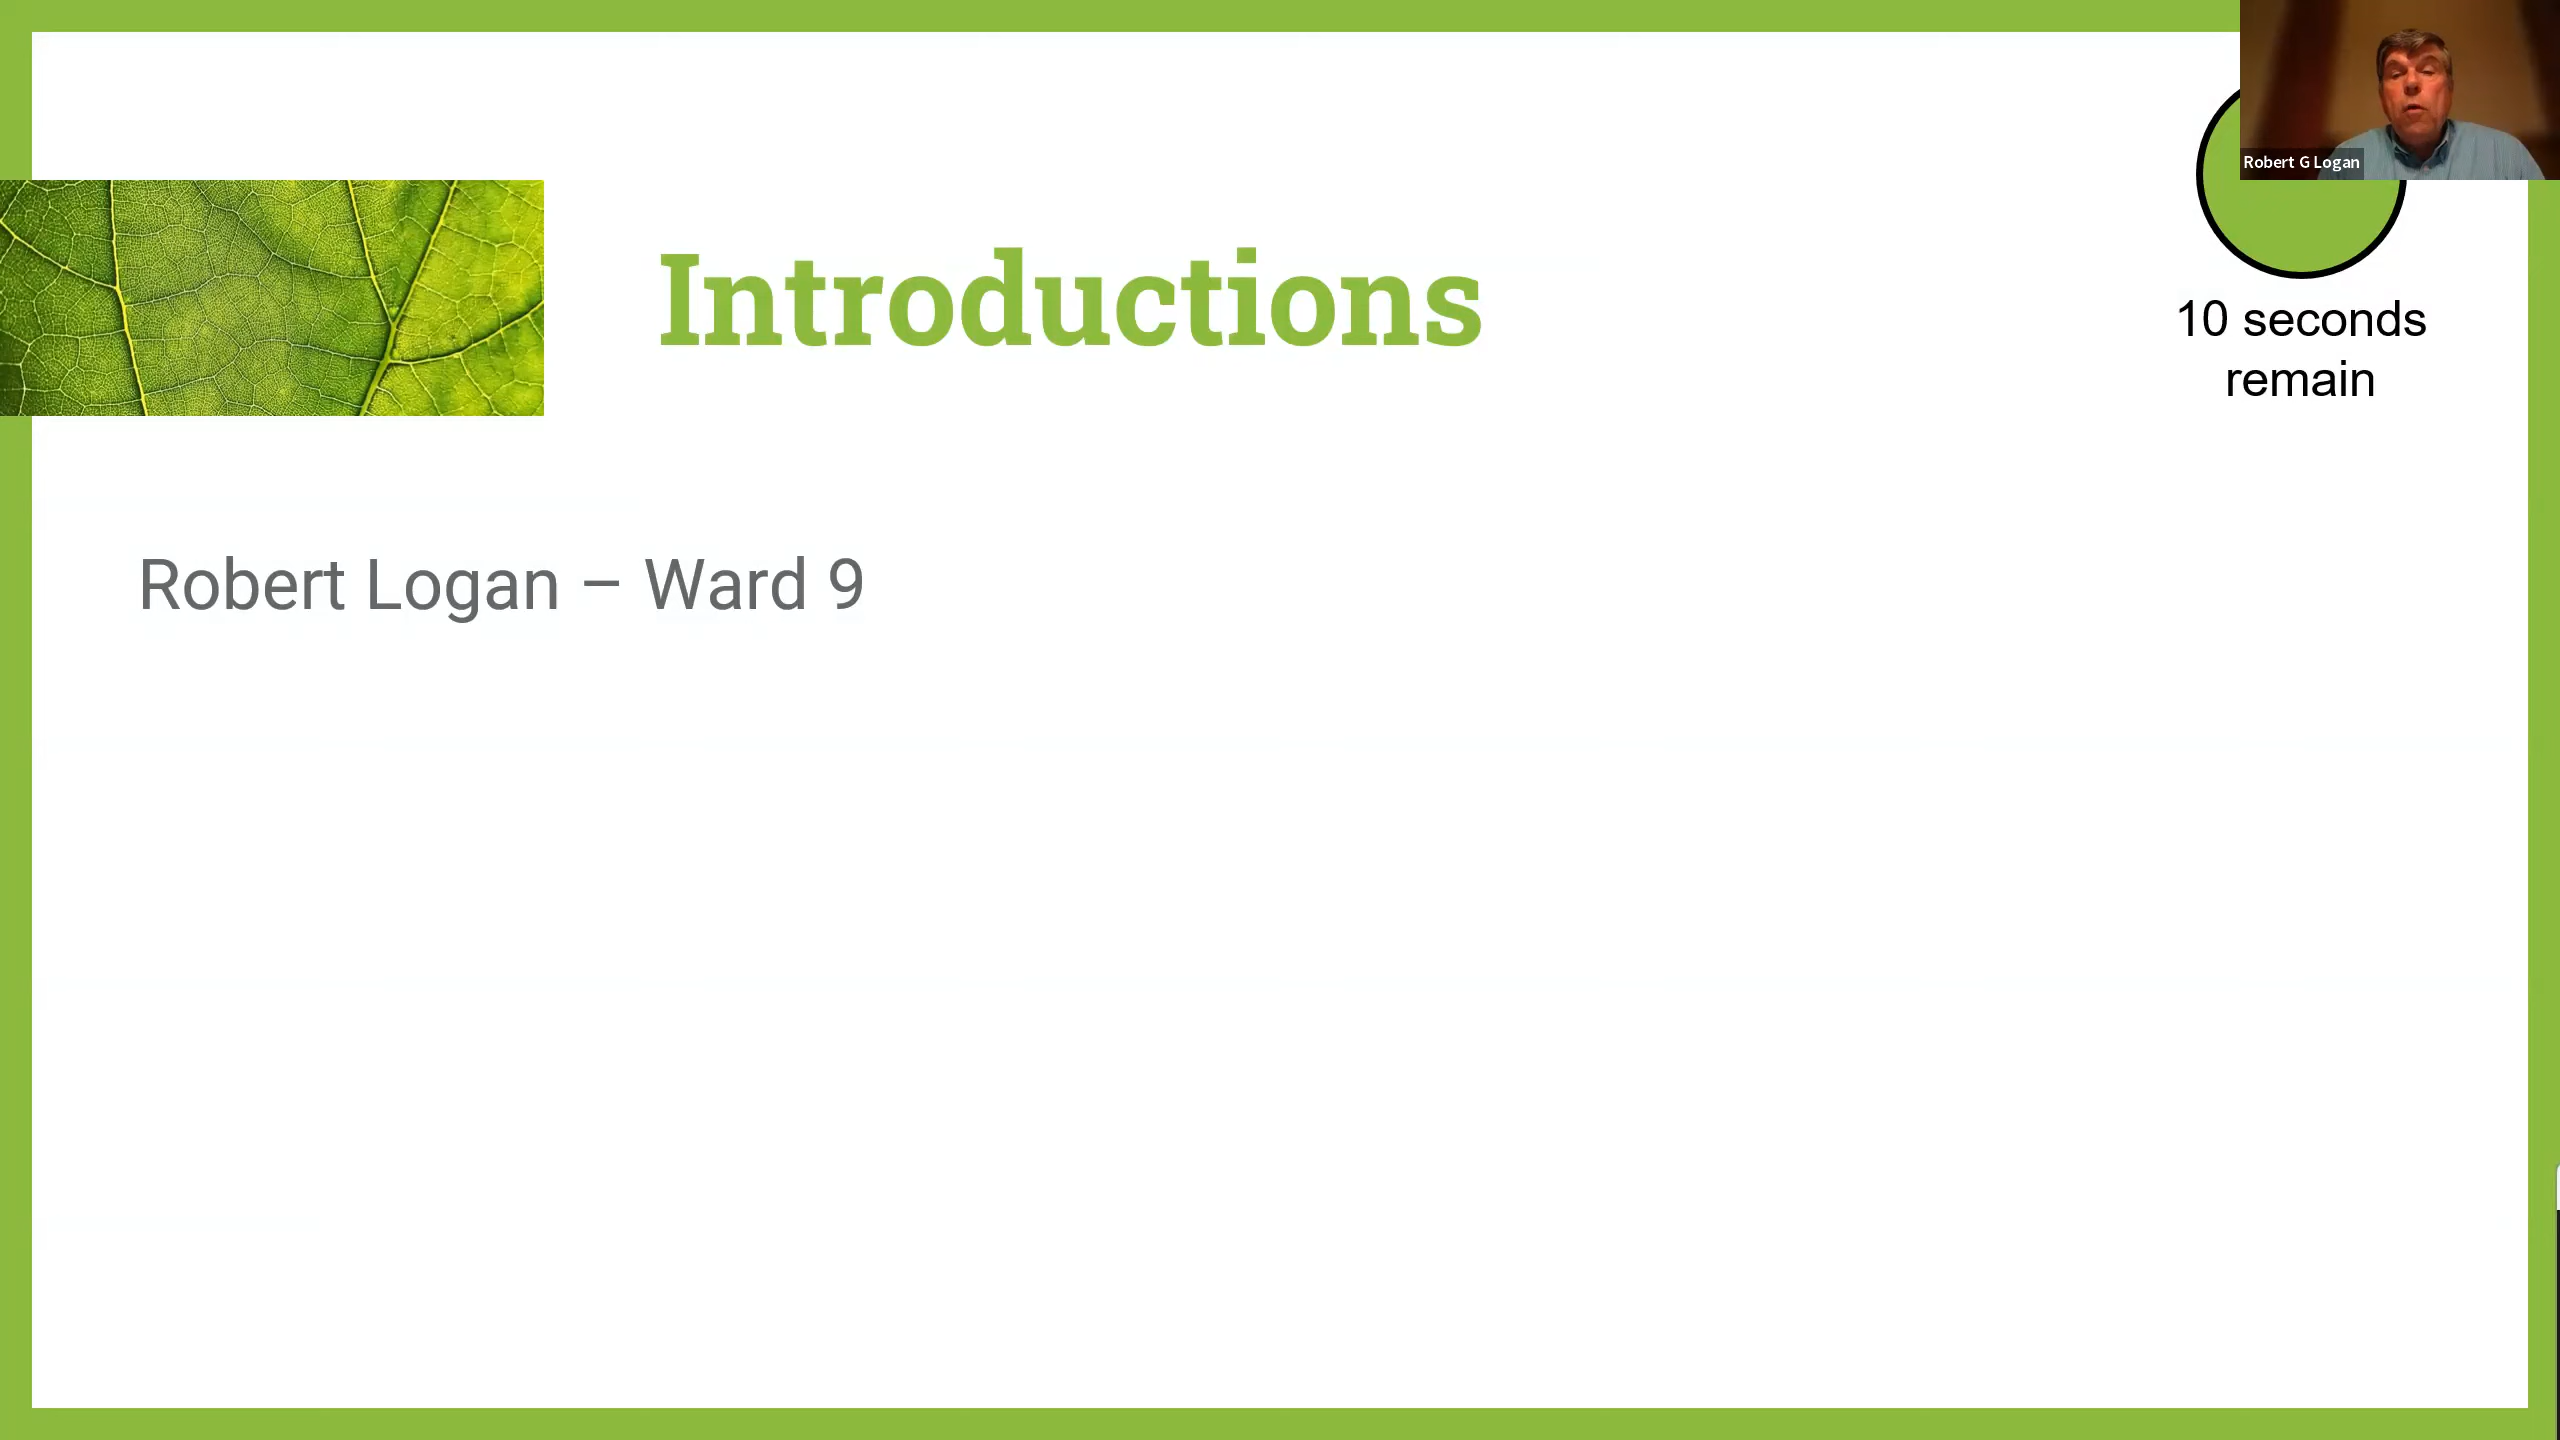 Robert G Logan
Introductions
10 seconds
remain
Robert Logan – Ward 9